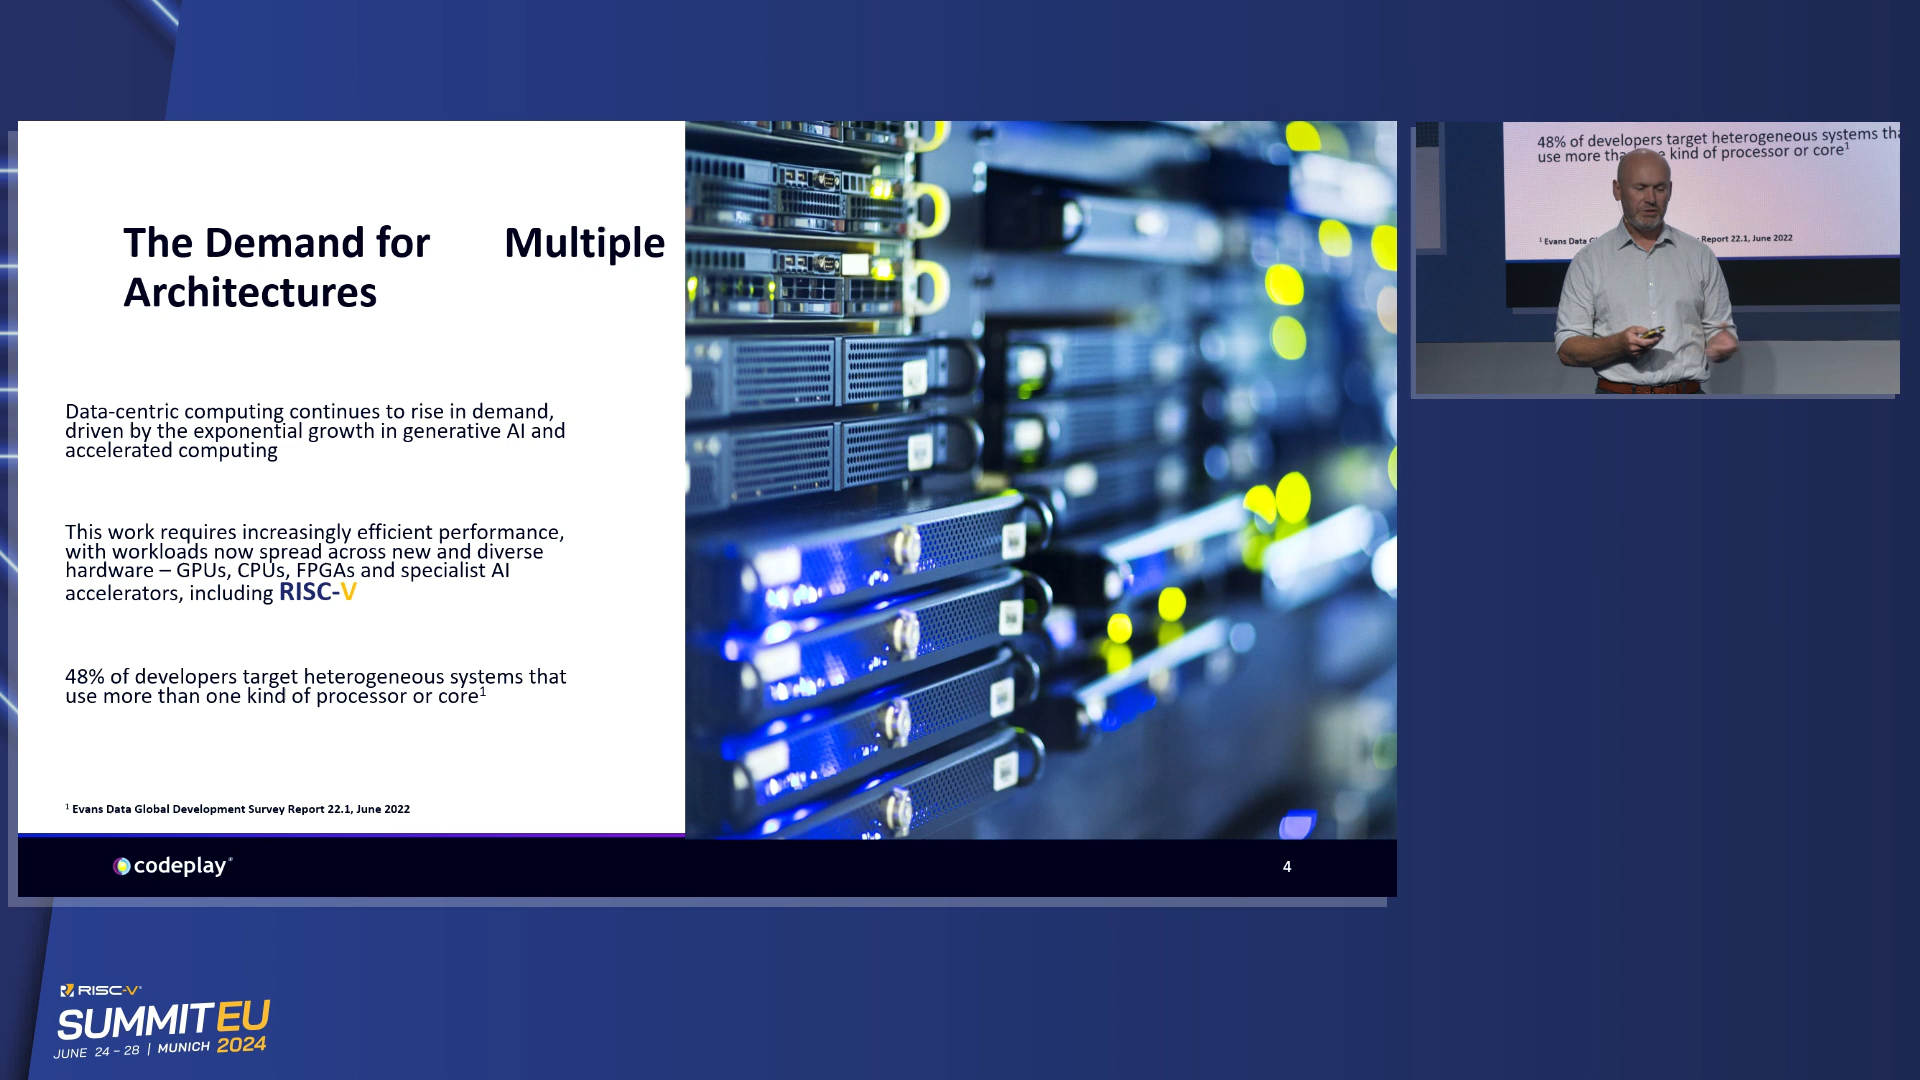 The Demand for Multiple
Architectures
Data-centric computing continues to rise in demand,
driven by the exponential growth in generative AI and
accelerated computing
This work requires increasingly efficient performance,
with workloads now spread across new and diverse
hardware – GPUs, CPUs, FPGAs and specialist AI
accelerators, including RISC-V
48% of developers target heterogeneous systems that
use more than one kind of processor or core¹
¹ Evans Data Global Development Survey Report 22.1, June 2022
codeplay®
4
48% of developers target heterogeneous systems tha
use more tha e kind of processor or core¹
¹ Evans Data G Report 22.1, June 2022
RISC-V®
SUMMIT EU
JUNE 24 – 28 | MUNICH 2024